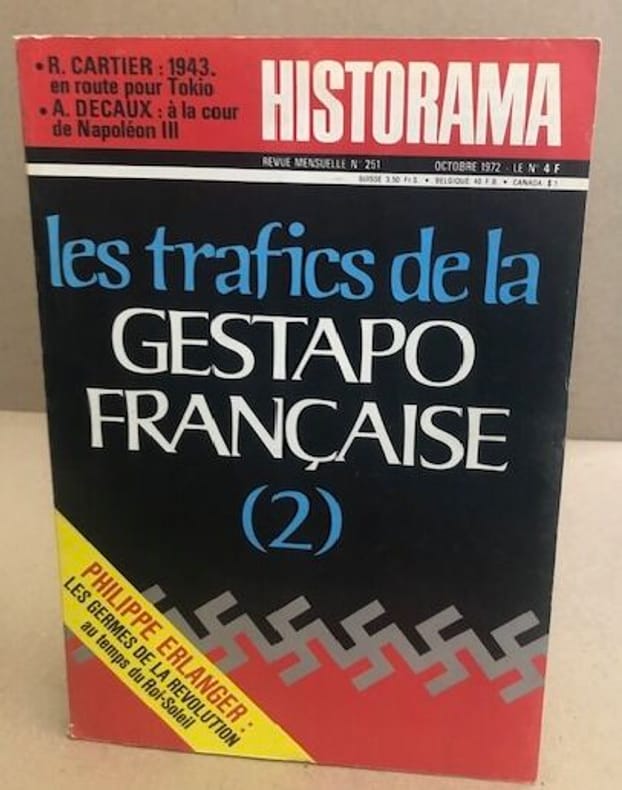 • R. CARTIER : 1943.
en route pour Tokio
• A. DECAUX : à la cour
de Napoléon III
HISTORAMA
REVUE MENSUELLE N° 251
OCTOBRE 1972 - LE N° 4 F
SUISSE 3,50 Fr.S. • BELGIQUE 40 F.B. • CANADA $ 1
les trafics de la
GESTAPO
FRANÇAISE
(2)
PHILIPPE ERLANGER :
LES GERMES DE LA REVOLUTION
au temps du Roi-Soleil